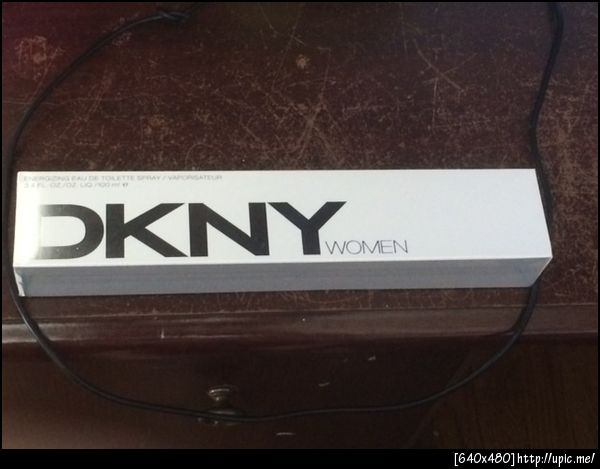 ENERGIZING EAU DE TOILETTE SPRAY / VAPORISATEUR
3.4 FL. OZ./OZ. LIQ./100 ml ℮
DKNY WOMEN
[640x480]http://upic.me/